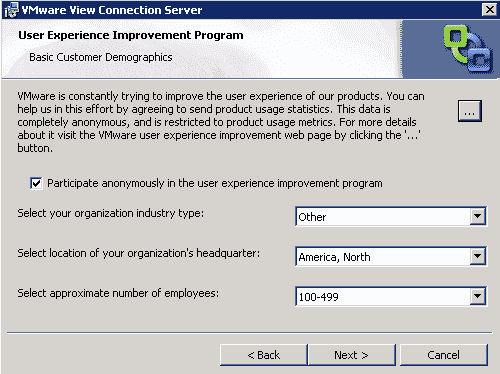 VMware View Connection Server
User Experience Improvement Program
Basic Customer Demographics
VMware is constantly trying to improve the user experience of our products. You can
help us in this effort by agreeing to send product usage statistics. This data is
completely anonymous, and is restricted to product usage metrics. For more details
about it visit the VMware user experience improvement web page by clicking the '...'
button.
...
Participate anonymously in the user experience improvement program
Select your organization industry type:
Other
Select location of your organization's headquarter:
America, North
Select approximate number of employees:
100-499
< Back
Next >
Cancel